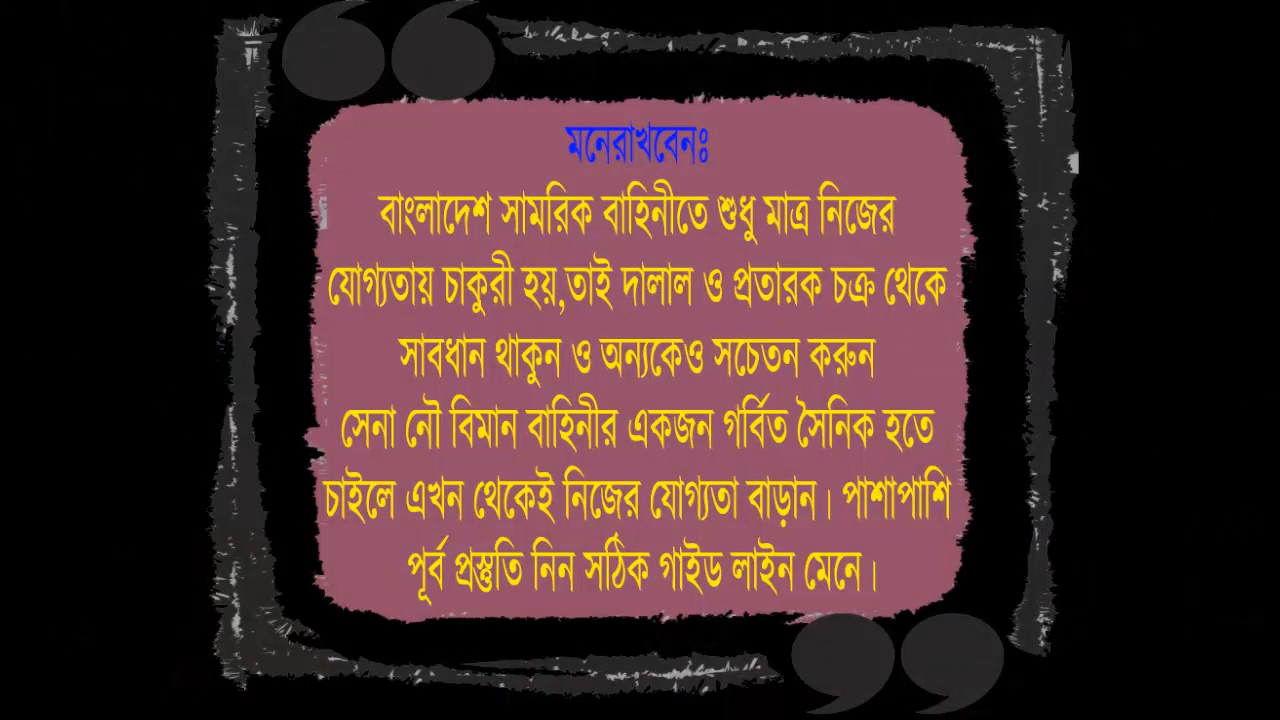 মনেরাখবেনঃ
বাংলাদেশ সামরিক বাহিনীতে শুধু মাত্র নিজের
যোগ্যতায় চাকুরী হয়,তাই দালাল ও প্রতারক চক্র থেকে
সাবধান থাকুন ও অন্যকেও সচেতন করুন
সেনা নৌ বিমান বাহিনীর একজন গর্বিত সৈনিক হতে
চাইলে এখন থেকেই নিজের যোগ্যতা বাড়ান। পাশাপাশি
পূর্ব প্রস্তুতি নিন সঠিক গাইড লাইন মেনে।